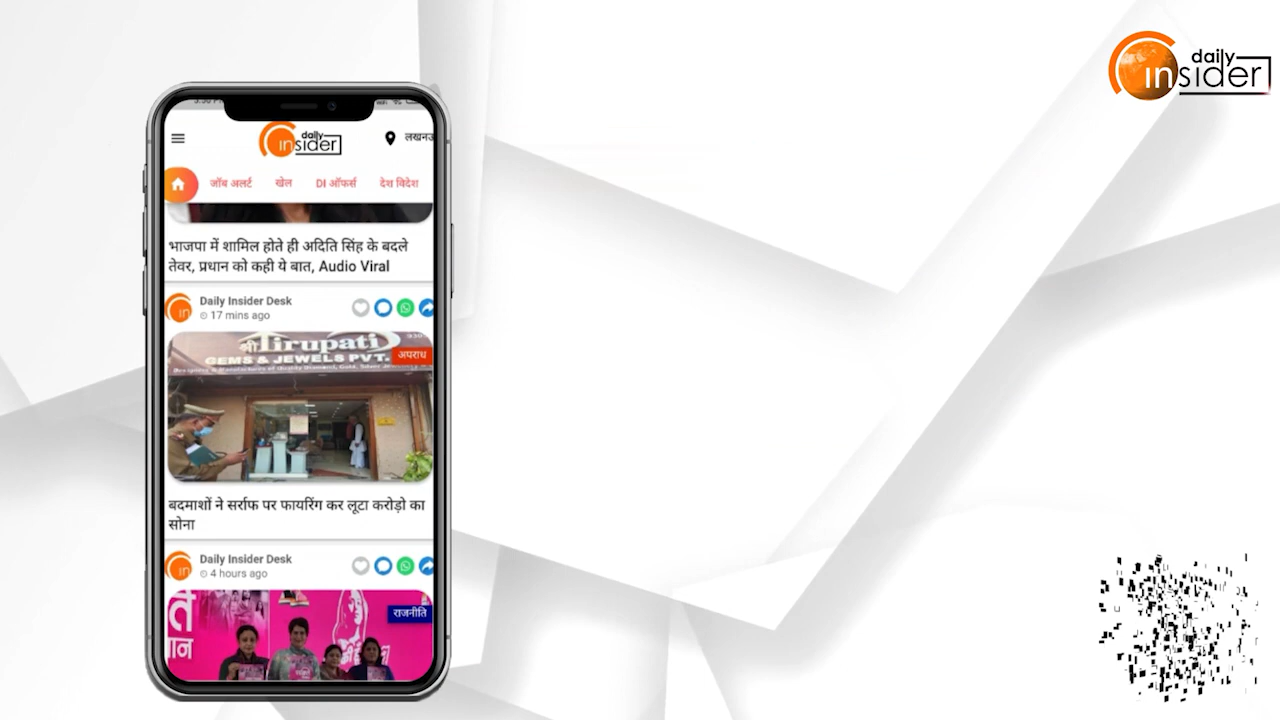 daily
insider
daily
insider
लखनऊ
जॉब अलर्ट खेल DI ऑफर्स देश विदेश
भाजपा में शामिल होते ही अदिति सिंह के बदले
तेवर, प्रधान को कही ये बात, Audio Viral
Daily Insider Desk
17 mins ago
श्री Tirupati
GEMS & JEWELS PVT.
अपराध
बदमाशों ने सर्राफ पर फायरिंग कर लूटा करोड़ो का
सोना
Daily Insider Desk
4 hours ago
राजनीति